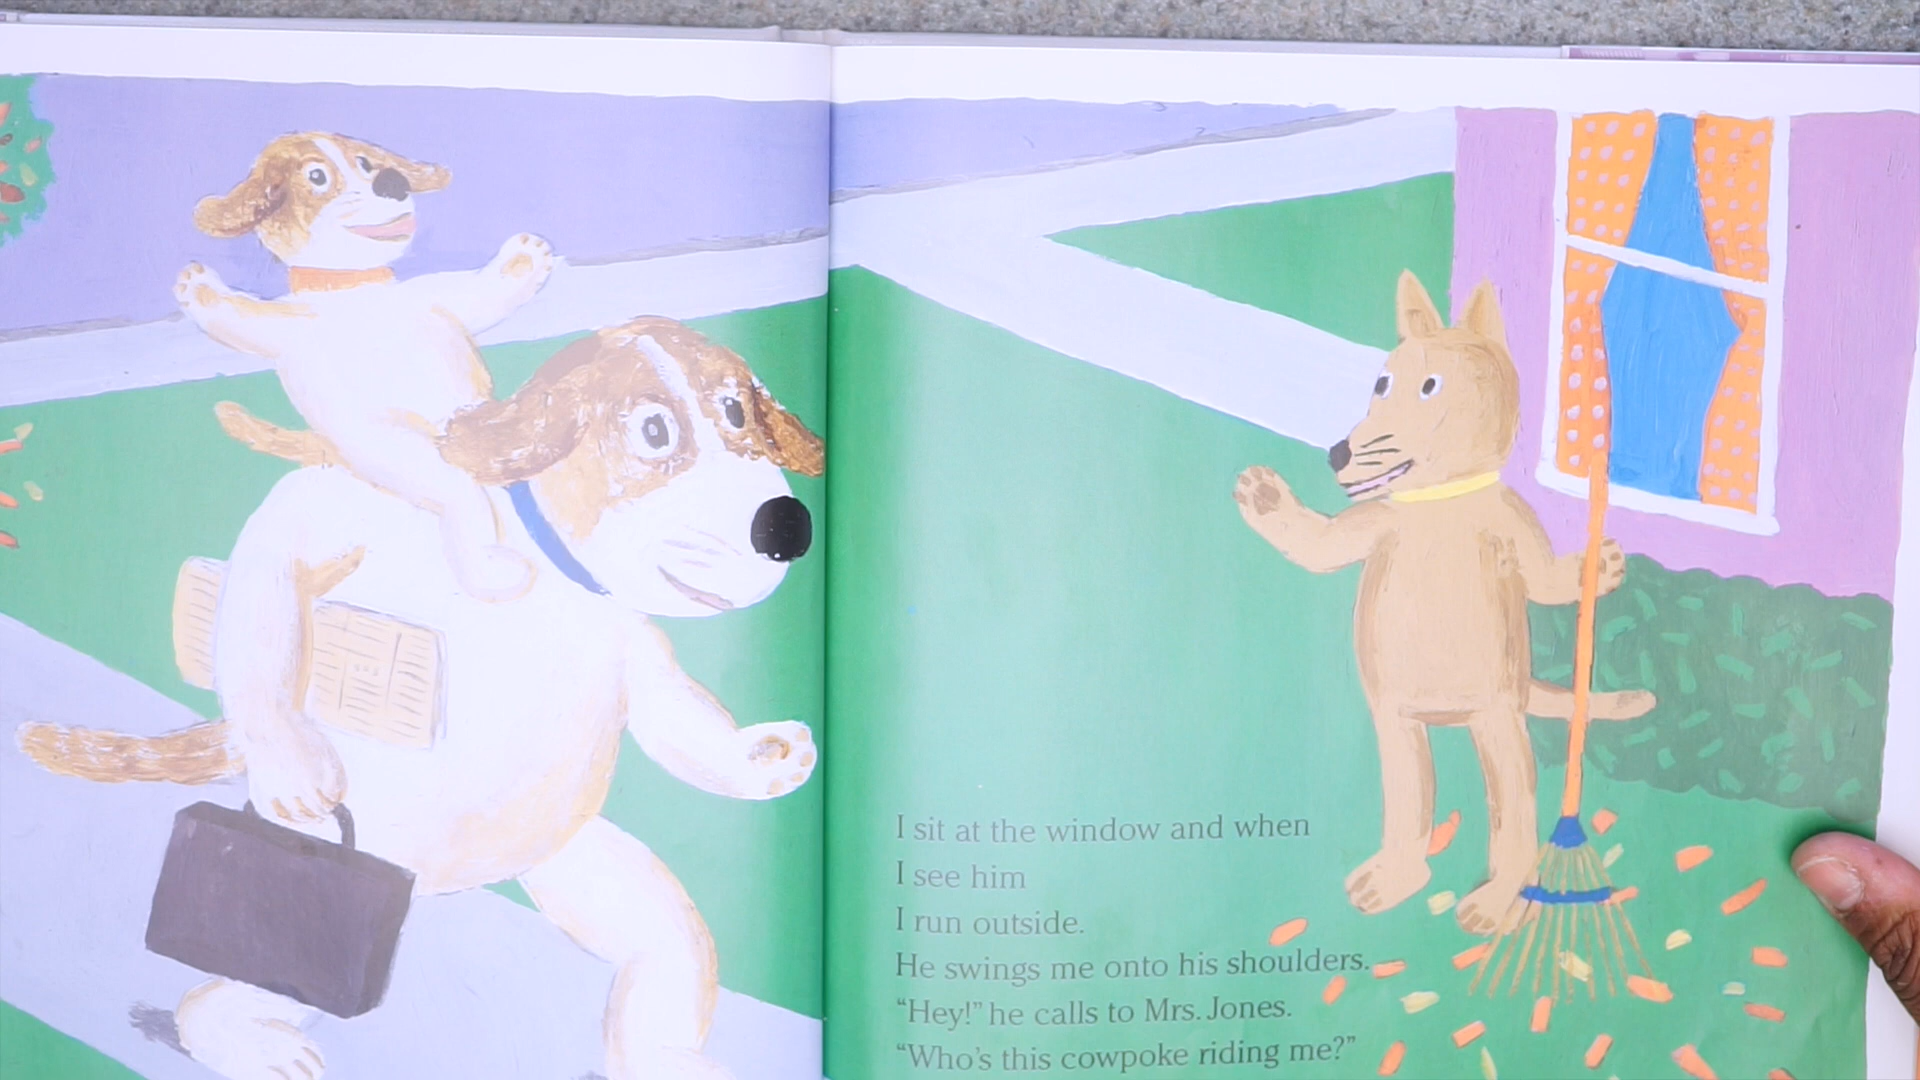 I sit at the window and when
I see him
I run outside.
He swings me onto his shoulders.
“Hey!” he calls to Mrs. Jones.
“Who’s this cowpoke riding me?”